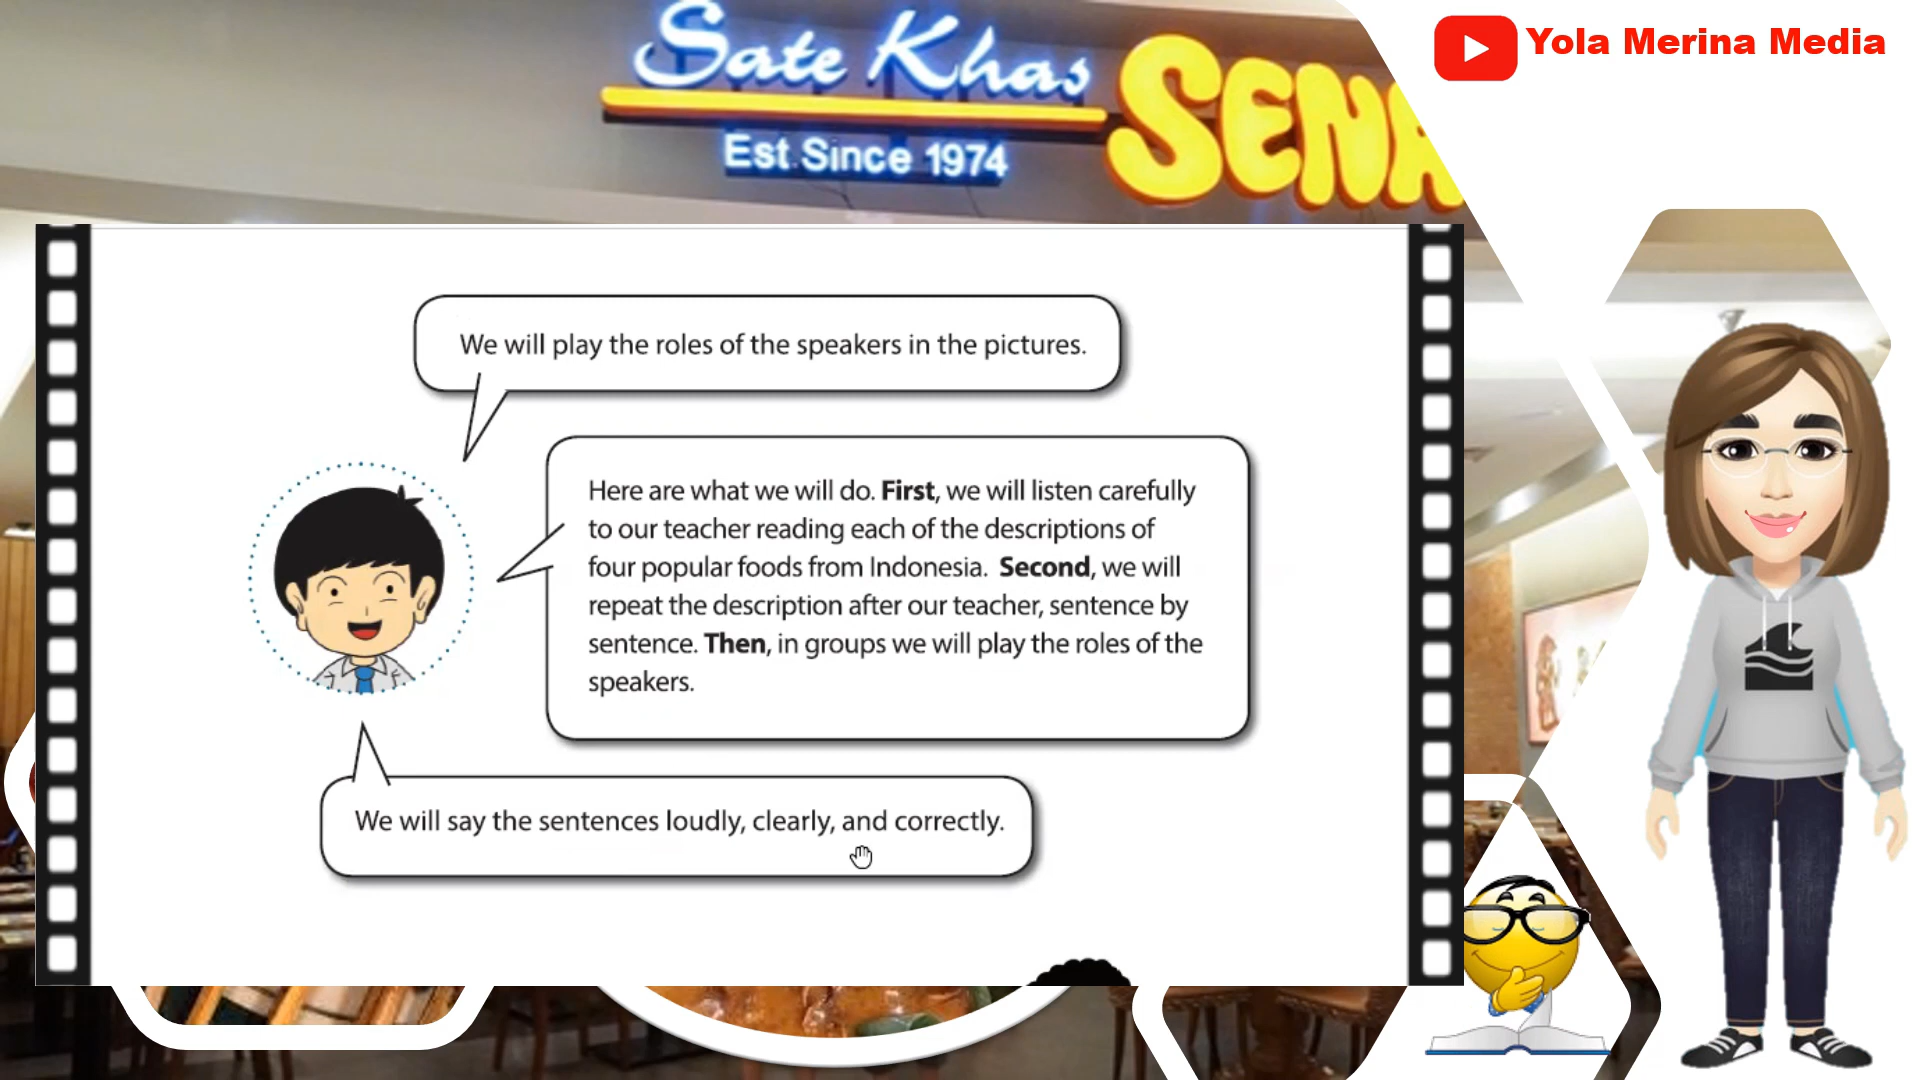 Sate Khas
Est Since 1974
Yola Merina Media
We will play the roles of the speakers in the pictures.
Here are what we will do. First, we will listen carefully
to our teacher reading each of the descriptions of
four popular foods from Indonesia. Second, we will
repeat the description after our teacher, sentence by
sentence. Then, in groups we will play the roles of the
speakers.
We will say the sentences loudly, clearly, and correctly.